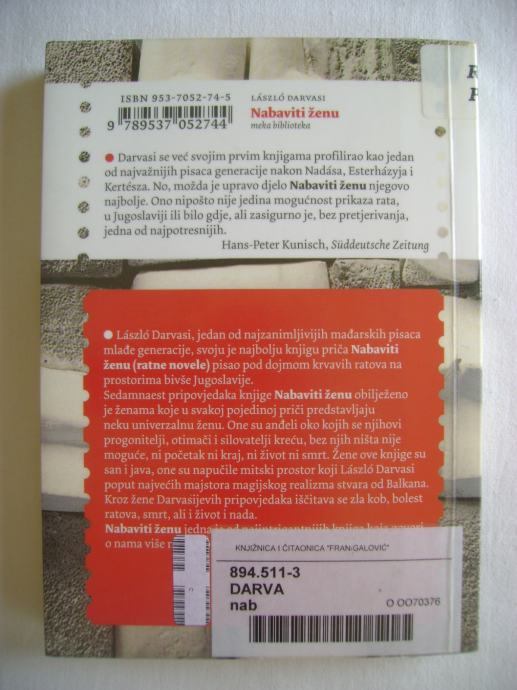 ISBN 953-7052-74-5
9 789537 052744
LÁSZLÓ DARVASI
Nabaviti ženu
meka biblioteka
● Darvasi se već svojim prvim knjigama profilirao kao jedan
od najvažnijih pisaca generacije nakon Nadása, Esterházyja i
Kertésza. No, možda je upravo djelo Nabaviti ženu njegovo
najbolje. Ono nipošto nije jedina mogućnost prikaza rata,
u Jugoslaviji ili bilo gdje, ali zasigurno je, bez pretjerivanja,
jedna od najpotresnijih.
Hans-Peter Kunisch, Süddeutsche Zeitung
● László Darvasi, jedan od najzanimljivijih mađarskih pisaca
mlađe generacije, svoju je najbolju knjigu priča Nabaviti
ženu (ratne novele) pisao pod dojmom krvavih ratova na
prostorima bivše Jugoslavije.
Sedamnaest pripovjedaka knjige Nabaviti ženu obilježeno
je ženama koje u svakoj pojedinoj priči predstavljaju
neku univerzalnu ženu. One su anđeli oko kojih se njihovi
progonitelji, otimači i silovatelji kreću, bez njih ništa nije
moguće, ni početak ni kraj, ni život ni smrt. Žene ove knjige su
san i java, one su napučile mitski prostor koji László Darvasi
poput najvećih majstora magijskog realizma stvara od Balkana.
Kroz žene Darvasijevih pripovjedaka iščitava se zla kob, bolest
ratova, smrt, ali i život i nada.
Nabaviti ženu jedna je od najintrigantnijih knjiga koja govori
o nama više
KNJIŽNICA I ČITAONICA "FRAN GALOVIĆ"
894.511-3
DARVA
nab
O OO70376